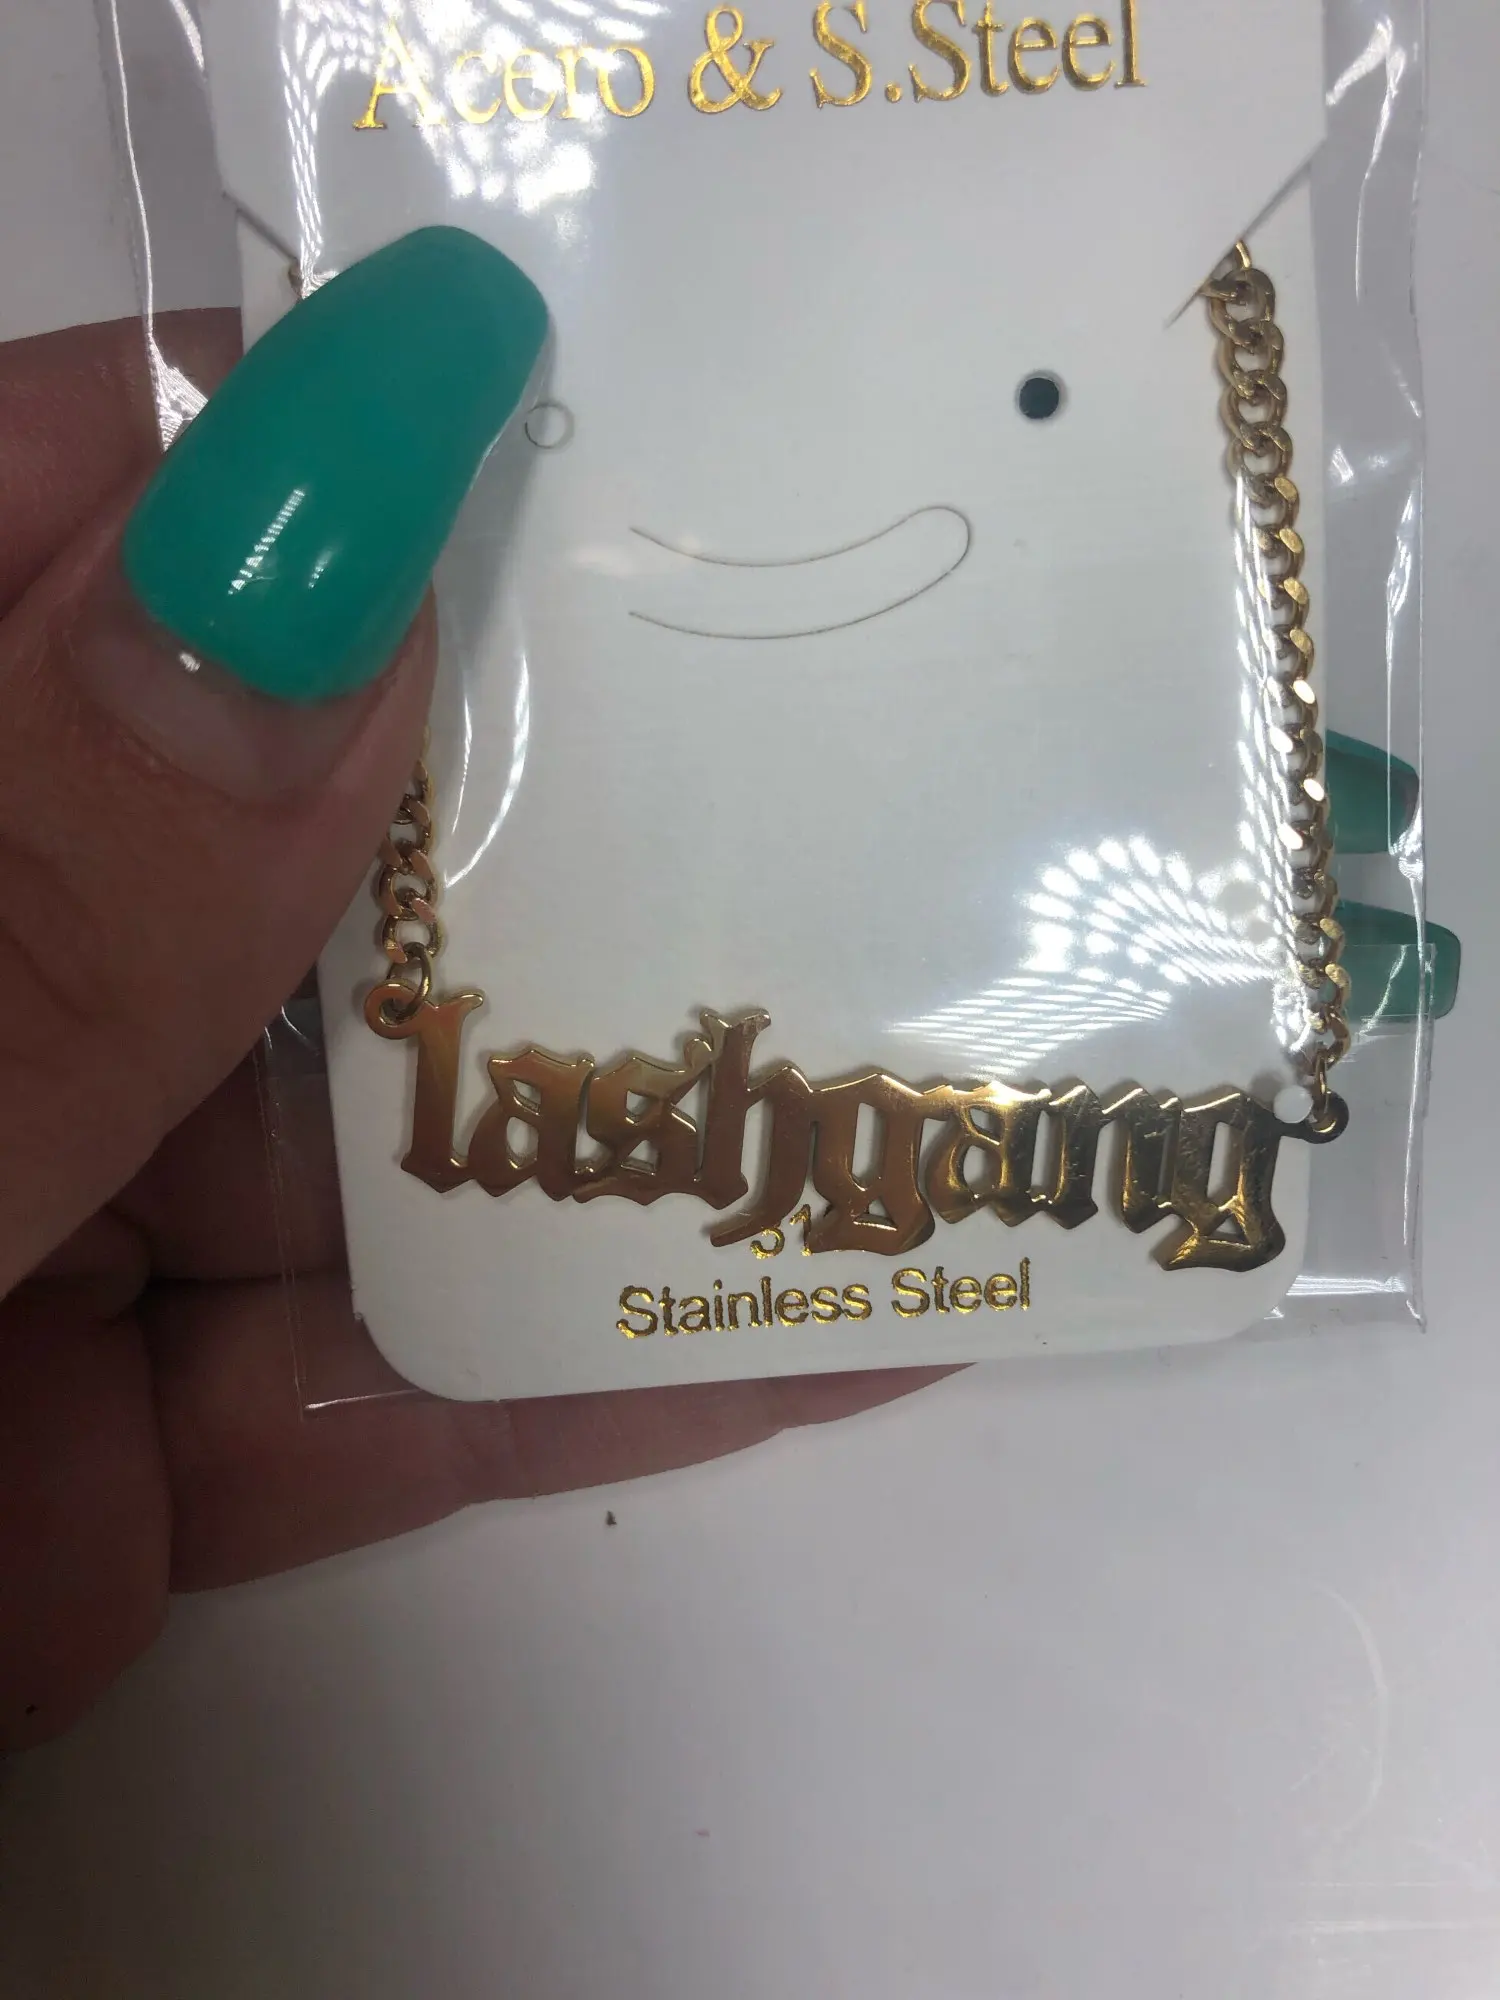 Acero & S.Steel
lashgang
Stainless Steel